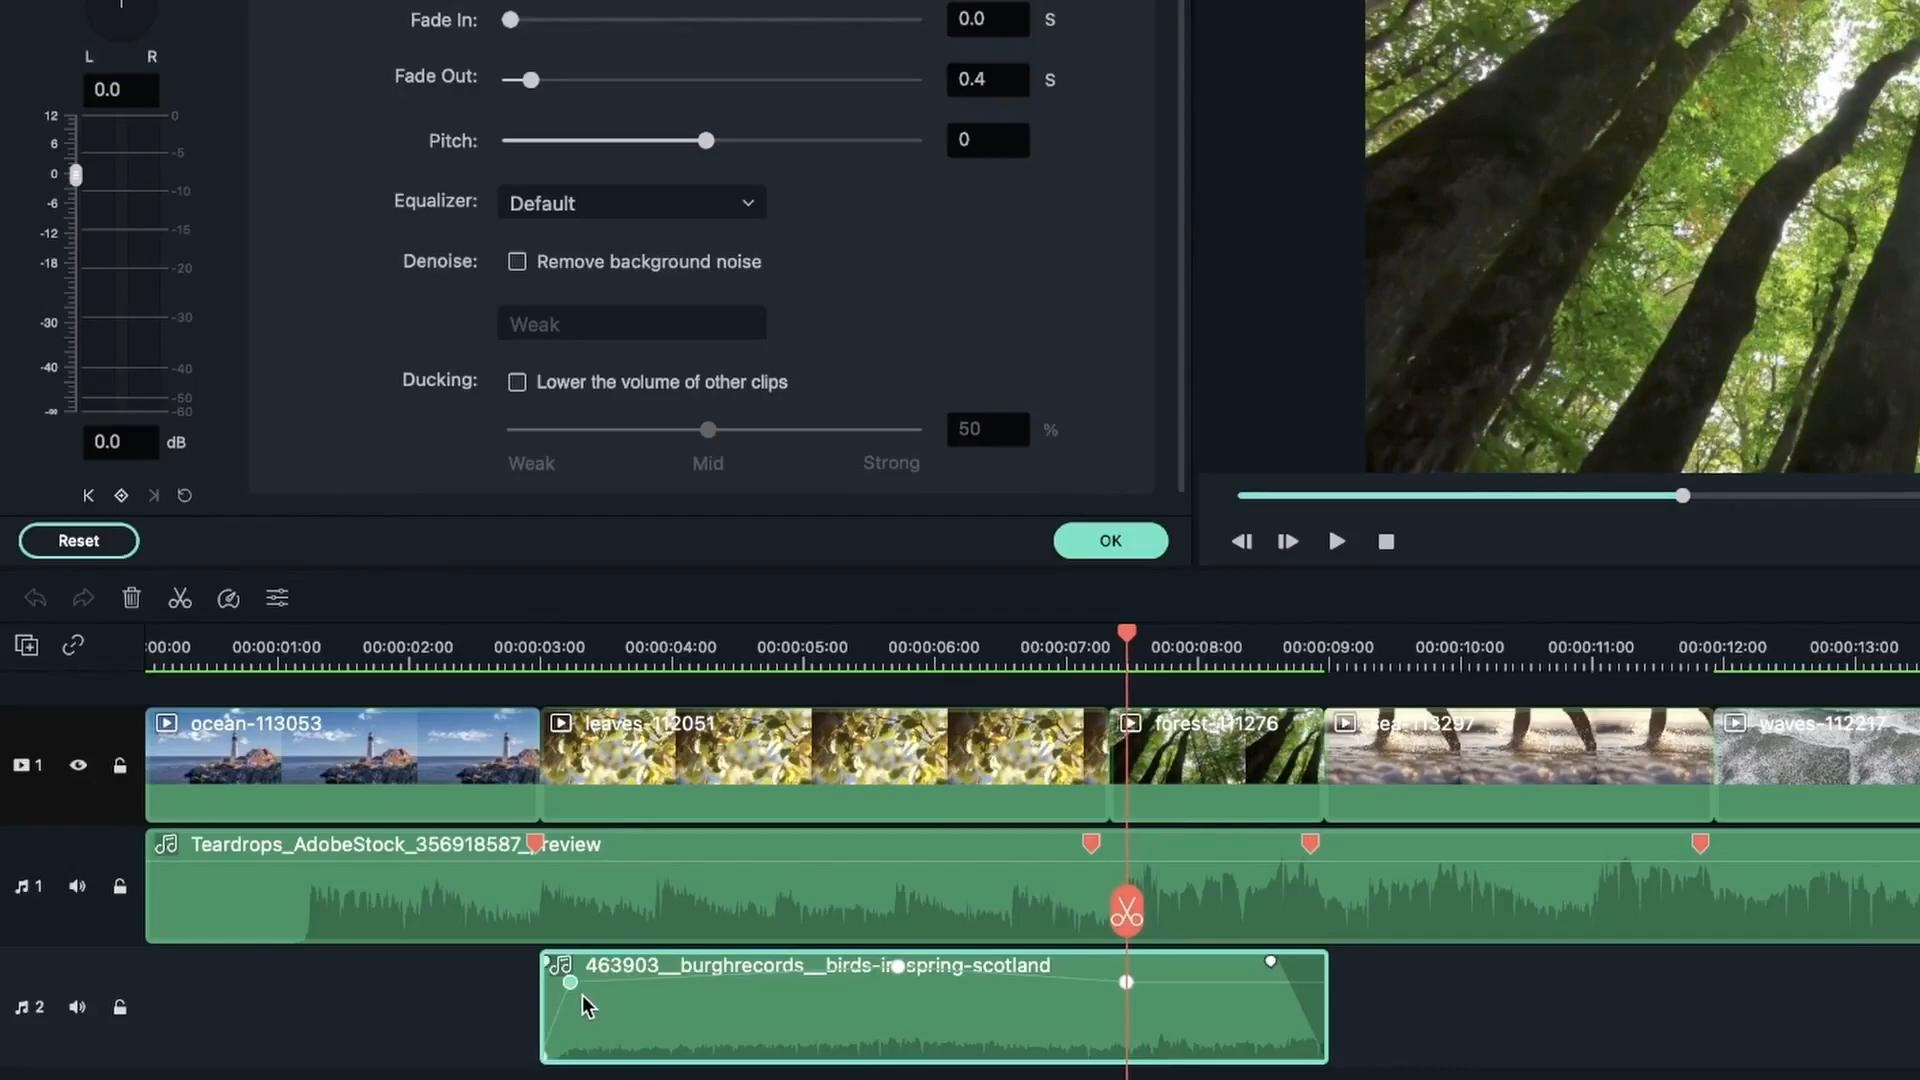 Fade In: 0.0 S
L R
Fade Out: 0.4 S
0.0
12 0
6
-5
Pitch: 0
0
-10
-6
Equalizer: Default
-12 -15
-18 -20
Denoise: Remove background noise
-30 -30
Weak
-40 -40
Ducking: Lower the volume of other clips
-50
-∞ -60
0.0 dB
50 %
Weak Mid Strong
Reset OK
:00:00 00:00:01:00 00:00:02:00 00:00:03:00 00:00:04:00 00:00:05:00 00:00:06:00 00:00:07:00 00:00:08:00 00:00:09:00 00:00:10:00 00:00:11:00 00:00:12:00 00:00:13:00
ocean-113053 leaves-112051 forest-111276 sea-113297 waves-112217
1
Teardrops_AdobeStock_356918587_preview
1
463903__burghrecords__birds-in-spring-scotland
2